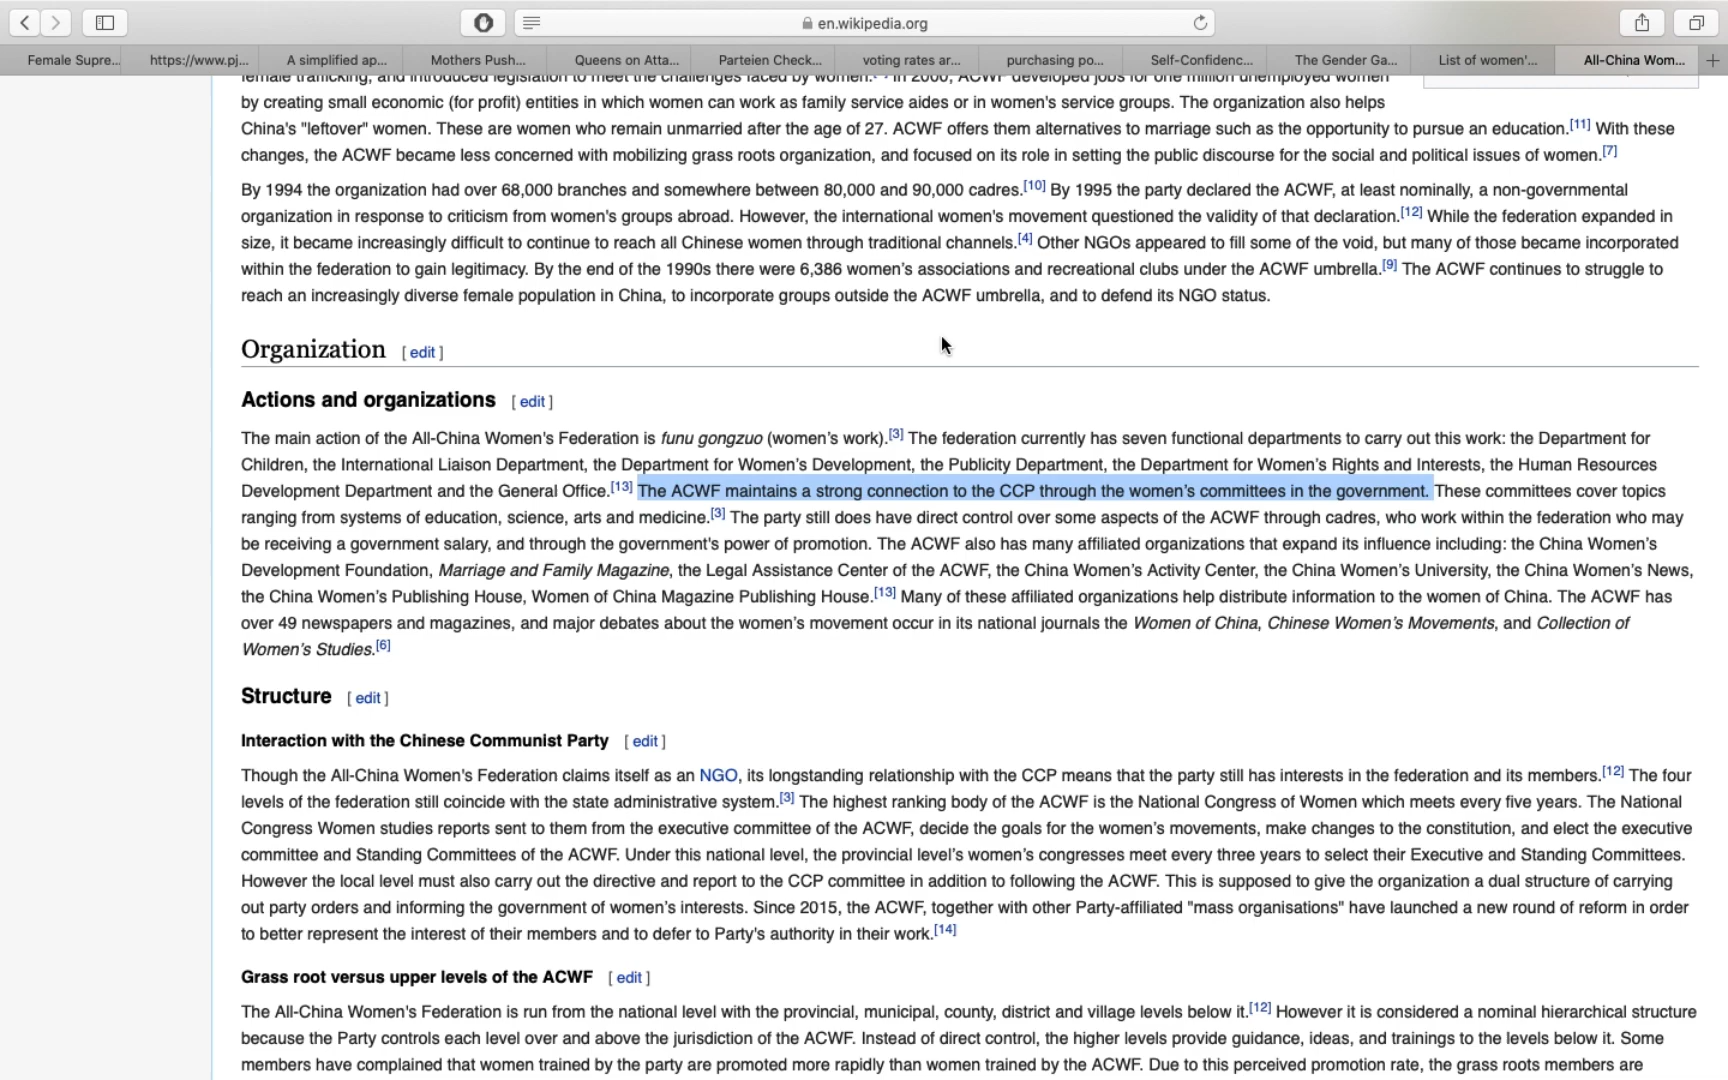 en.wikipedia.org
Female Supre...
https://www.pj...
A simplified ap...
Mothers Push...
Queens on Atta...
Parteien Check...
voting rates ar...
purchasing po...
Self-Confidenc...
The Gender Ga...
List of women'...
All-China Wom...
female trafficking, and introduced legislation to meet the challenges faced by women. In 2000, ACWF developed jobs for one million unemployed women
by creating small economic (for profit) entities in which women can work as family service aides or in women's service groups. The organization also helps
China's "leftover" women. These are women who remain unmarried after the age of 27. ACWF offers them alternatives to marriage such as the opportunity to pursue an education.[11] With these
changes, the ACWF became less concerned with mobilizing grass roots organization, and focused on its role in setting the public discourse for the social and political issues of women.[7]
By 1994 the organization had over 68,000 branches and somewhere between 80,000 and 90,000 cadres.[10] By 1995 the party declared the ACWF, at least nominally, a non-governmental
organization in response to criticism from women's groups abroad. However, the international women's movement questioned the validity of that declaration.[12] While the federation expanded in
size, it became increasingly difficult to continue to reach all Chinese women through traditional channels.[4] Other NGOs appeared to fill some of the void, but many of those became incorporated
within the federation to gain legitimacy. By the end of the 1990s there were 6,386 women's associations and recreational clubs under the ACWF umbrella.[9] The ACWF continues to struggle to
reach an increasingly diverse female population in China, to incorporate groups outside the ACWF umbrella, and to defend its NGO status.
Organization [ edit ]
Actions and organizations [ edit ]
The main action of the All-China Women's Federation is funu gongzuo (women's work).[3] The federation currently has seven functional departments to carry out this work: the Department for
Children, the International Liaison Department, the Department for Women's Development, the Publicity Department, the Department for Women's Rights and Interests, the Human Resources
Development Department and the General Office.[13] The ACWF maintains a strong connection to the CCP through the women's committees in the government. These committees cover topics
ranging from systems of education, science, arts and medicine.[3] The party still does have direct control over some aspects of the ACWF through cadres, who work within the federation who may
be receiving a government salary, and through the government's power of promotion. The ACWF also has many affiliated organizations that expand its influence including: the China Women's
Development Foundation, Marriage and Family Magazine, the Legal Assistance Center of the ACWF, the China Women's Activity Center, the China Women's University, the China Women's News,
the China Women's Publishing House, Women of China Magazine Publishing House.[13] Many of these affiliated organizations help distribute information to the women of China. The ACWF has
over 49 newspapers and magazines, and major debates about the women's movement occur in its national journals the Women of China, Chinese Women's Movements, and Collection of
Women's Studies.[6]
Structure [ edit ]
Interaction with the Chinese Communist Party [ edit ]
Though the All-China Women's Federation claims itself as an NGO, its longstanding relationship with the CCP means that the party still has interests in the federation and its members.[12] The four
levels of the federation still coincide with the state administrative system.[3] The highest ranking body of the ACWF is the National Congress of Women which meets every five years. The National
Congress Women studies reports sent to them from the executive committee of the ACWF, decide the goals for the women's movements, make changes to the constitution, and elect the executive
committee and Standing Committees of the ACWF. Under this national level, the provincial level's women's congresses meet every three years to select their Executive and Standing Committees.
However the local level must also carry out the directive and report to the CCP committee in addition to following the ACWF. This is supposed to give the organization a dual structure of carrying
out party orders and informing the government of women's interests. Since 2015, the ACWF, together with other Party-affiliated "mass organisations" have launched a new round of reform in order
to better represent the interest of their members and to defer to Party's authority in their work.[14]
Grass root versus upper levels of the ACWF [ edit ]
The All-China Women's Federation is run from the national level with the provincial, municipal, county, district and village levels below it.[12] However it is considered a nominal hierarchical structure
because the Party controls each level over and above the jurisdiction of the ACWF. Instead of direct control, the higher levels provide guidance, ideas, and trainings to the levels below it. Some
members have complained that women trained by the party are promoted more rapidly than women trained by the ACWF. Due to this perceived promotion rate, the grass roots members are